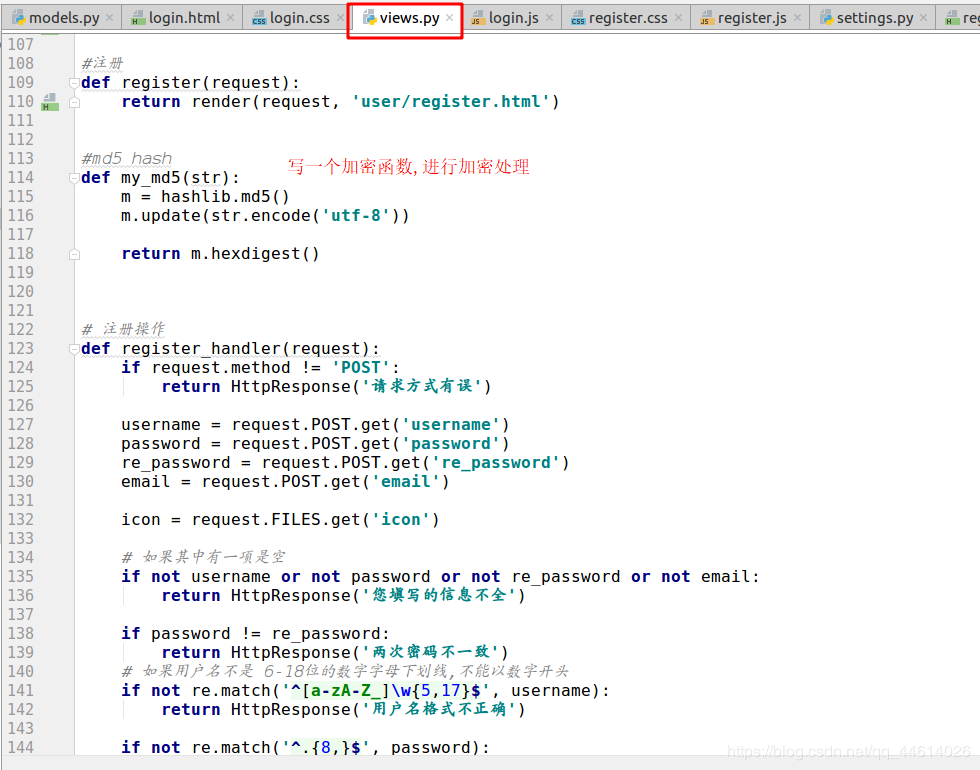 models.py × login.html × login.css × views.py × login.js × register.css × register.js × settings.py × reg
107
108 #注册
109 def register(request):
110     return render(request, 'user/register.html')
111
112
113 #md5 hash
写一个加密函数,进行加密处理
114 def my_md5(str):
115     m = hashlib.md5()
116     m.update(str.encode('utf-8'))
117
118     return m.hexdigest()
119
120
121
122 # 注册操作
123 def register_handler(request):
124     if request.method != 'POST':
125         return HttpResponse('请求方式有误')
126
127     username = request.POST.get('username')
128     password = request.POST.get('password')
129     re_password = request.POST.get('re_password')
130     email = request.POST.get('email')
131
132     icon = request.FILES.get('icon')
133
134     # 如果其中有一项是空
135     if not username or not password or not re_password or not email:
136         return HttpResponse('您填写的信息不全')
137
138     if password != re_password:
139         return HttpResponse('两次密码不一致')
140     # 如果用户名不是 6-18位的数字字母下划线,不能以数字开头
141     if not re.match('^[a-zA-Z_]\w{5,17}$', username):
142         return HttpResponse('用户名格式不正确')
143
144     if not re.match('^.{8,}$', password):
https://blog.csdn.net/qq_44614026